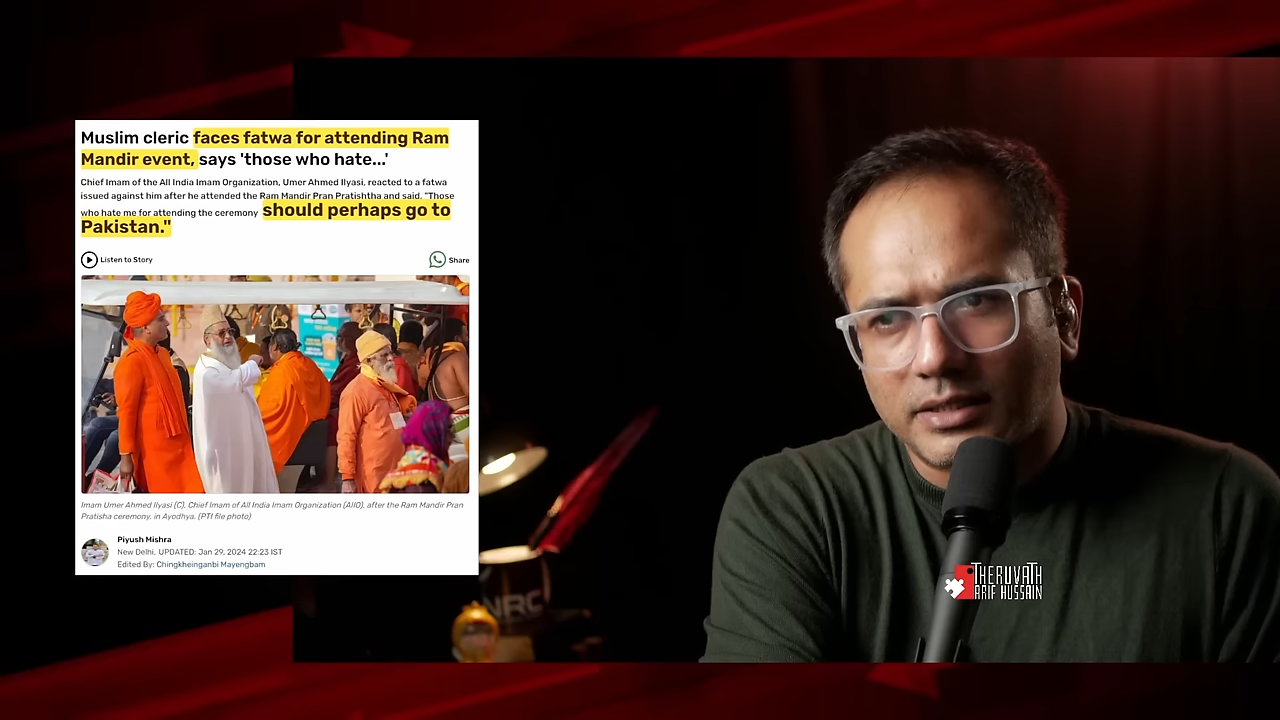 Muslim cleric faces fatwa for attending Ram
Mandir event, says 'those who hate...'
Chief Imam of the All India Imam Organization, Umer Ahmed Ilyasi, reacted to a fatwa
issued against him after he attended the Ram Mandir Pran Pratishtha and said, "Those
who hate me for attending the ceremony should perhaps go to
Pakistan."
Listen to Story
Share
Imam Umer Ahmed Ilyasi (C), Chief Imam of All India Imam Organization (AIIO), after the Ram Mandir Pran
Pratisha ceremony, in Ayodhya. (PTI file photo)
Piyush Mishra
New Delhi, UPDATED: Jan 29, 2024 22:23 IST
Edited By: Chingkheinganbi Mayengbam
NRC
THERUVATH
ARIF HUSSAIN